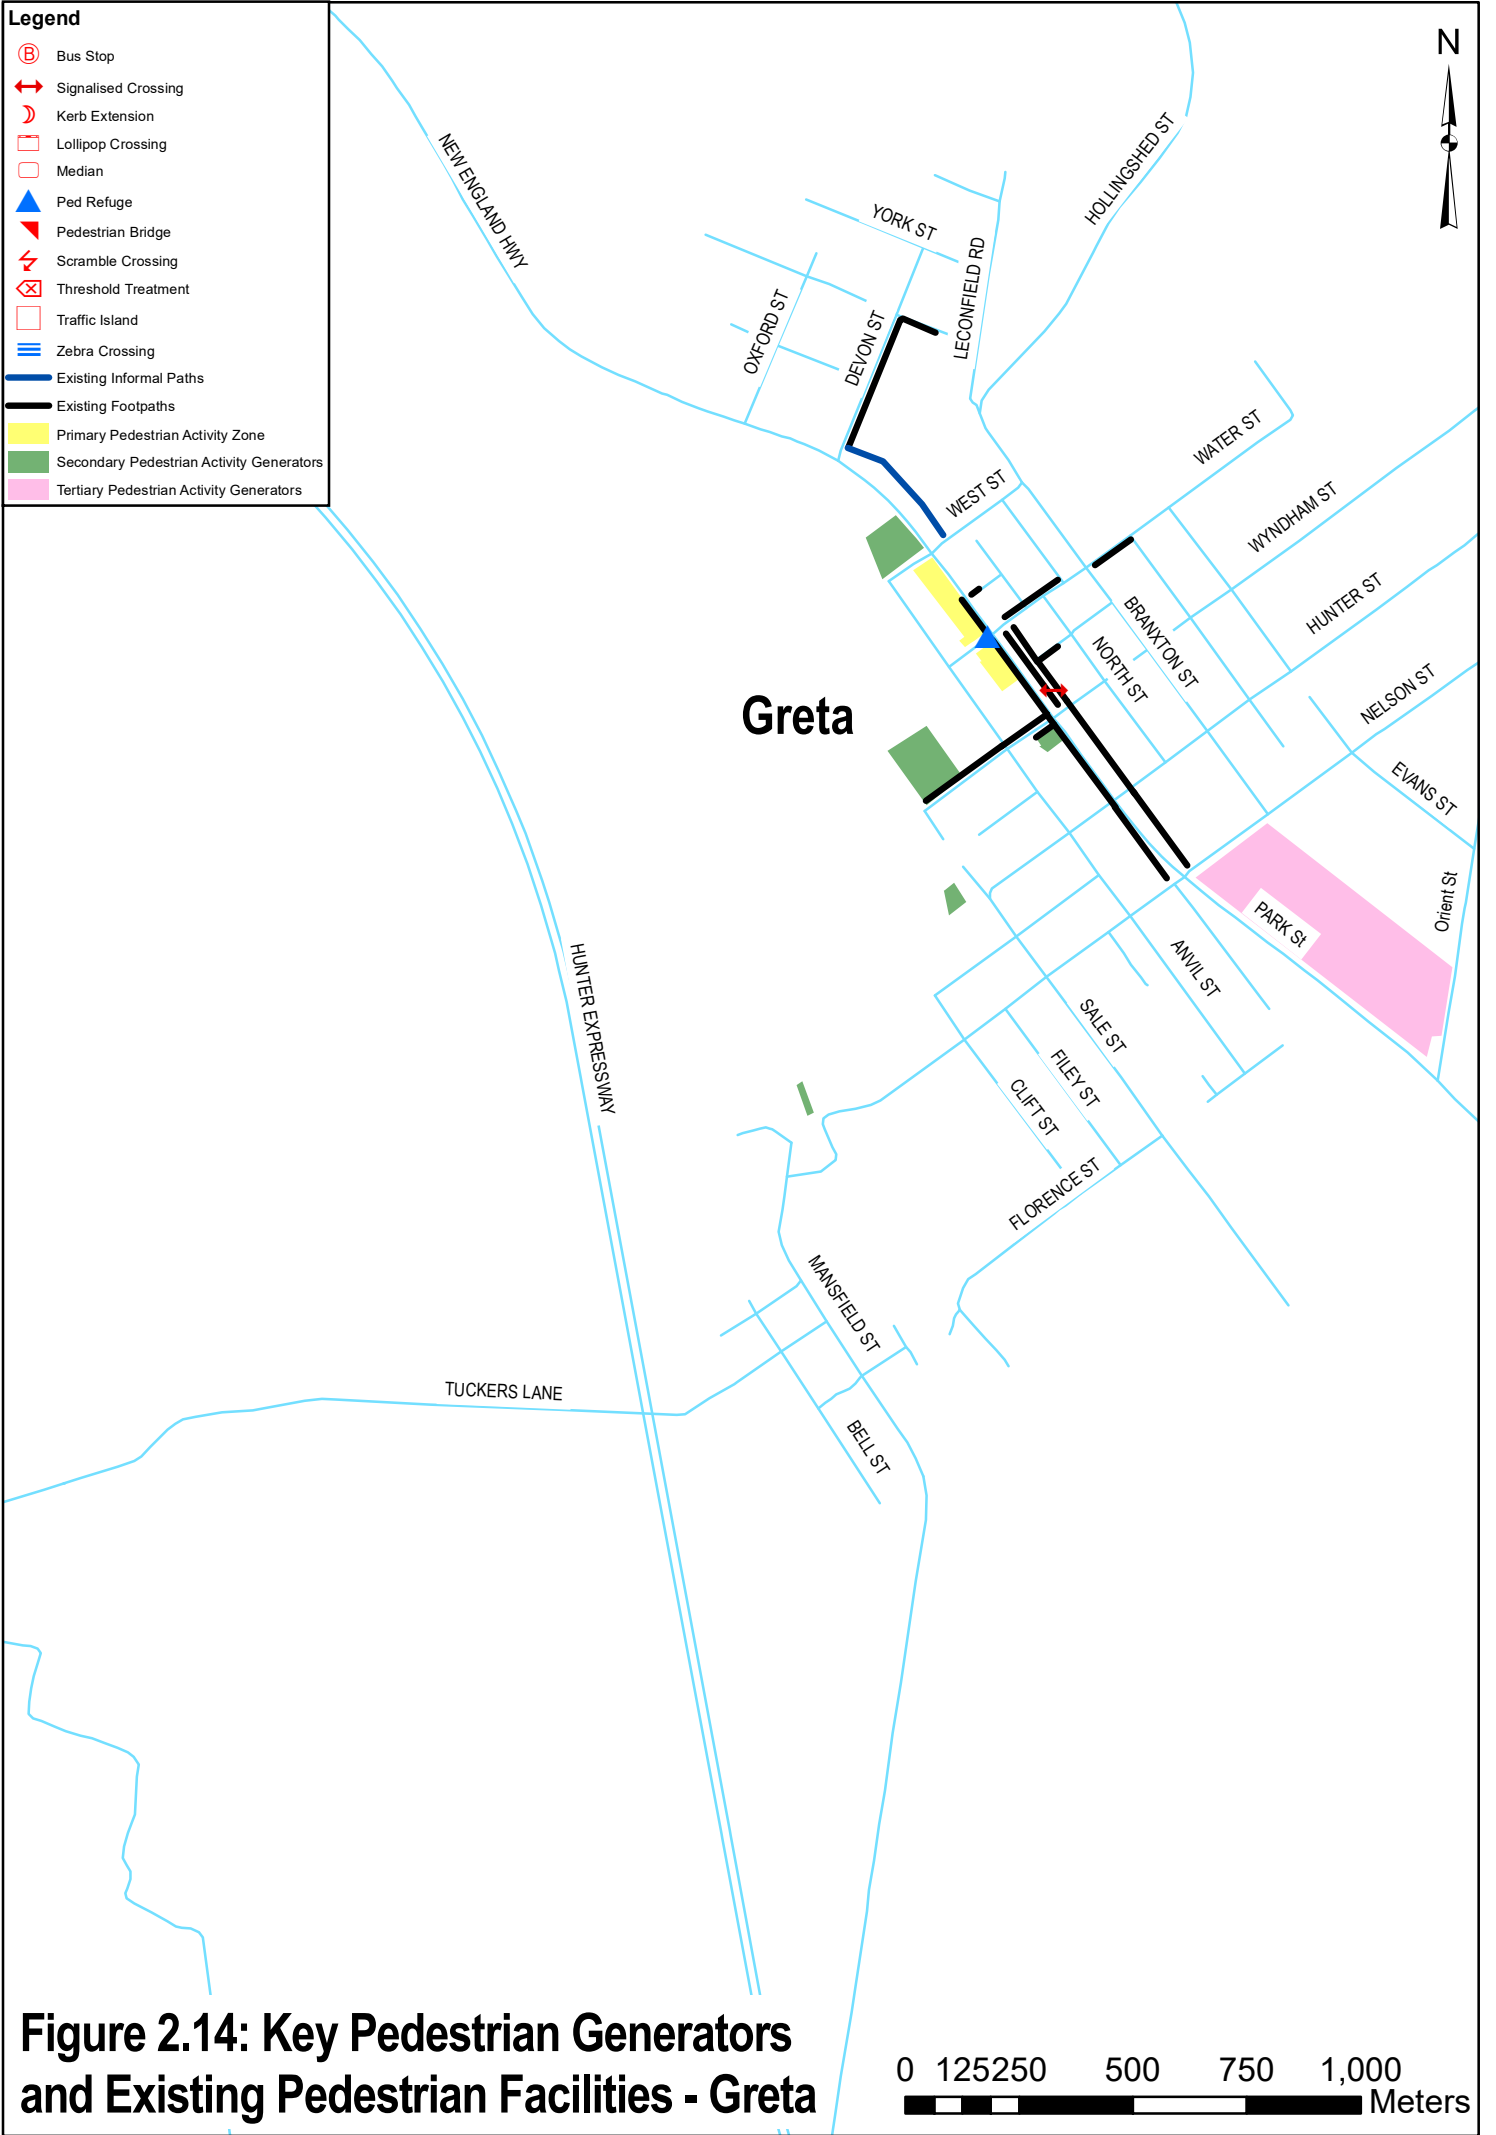 Legend
B Bus Stop
Signalised Crossing
Kerb Extension
Lollipop Crossing
Median
Ped Refuge
Pedestrian Bridge
Scramble Crossing
Threshold Treatment
Traffic Island
Zebra Crossing
Existing Informal Paths
Existing Footpaths
Primary Pedestrian Activity Zone
Secondary Pedestrian Activity Generators
Tertiary Pedestrian Activity Generators
N
NEW ENGLAND HWY
HOLLINGSHED ST
YORK ST
LECONFIELD RD
OXFORD ST
DEVON ST
WATER ST
WEST ST
WYNDHAM ST
HUNTER ST
BRANXTON ST
NORTH ST
NELSON ST
Greta
EVANS ST
Orient St
PARK St
ANVIL ST
HUNTER EXPRESSWAY
SALE ST
FILEY ST
CLIFT ST
FLORENCE ST
MANSFIELD ST
TUCKERS LANE
BELL ST
Figure 2.14: Key Pedestrian Generators
and Existing Pedestrian Facilities - Greta
0 125 250 500 750 1,000
Meters